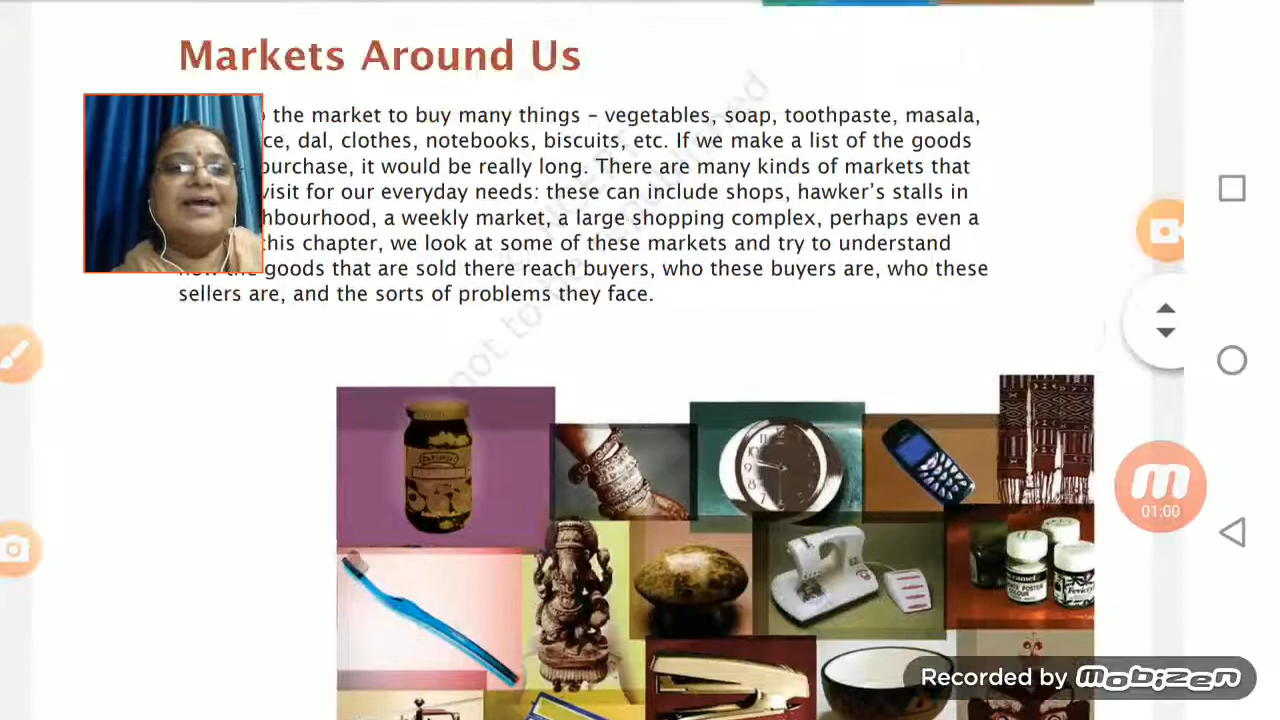 Markets Around Us
the market to buy many things – vegetables, soap, toothpaste, masala,
ce, dal, clothes, notebooks, biscuits, etc. If we make a list of the goods
purchase, it would be really long. There are many kinds of markets that
visit for our everyday needs: these can include shops, hawker's stalls in
hbourhood, a weekly market, a large shopping complex, perhaps even a
this chapter, we look at some of these markets and try to understand
the goods that are sold there reach buyers, who these buyers are, who these
sellers are, and the sorts of problems they face.
not to be republished
01:00
Recorded by mobizen